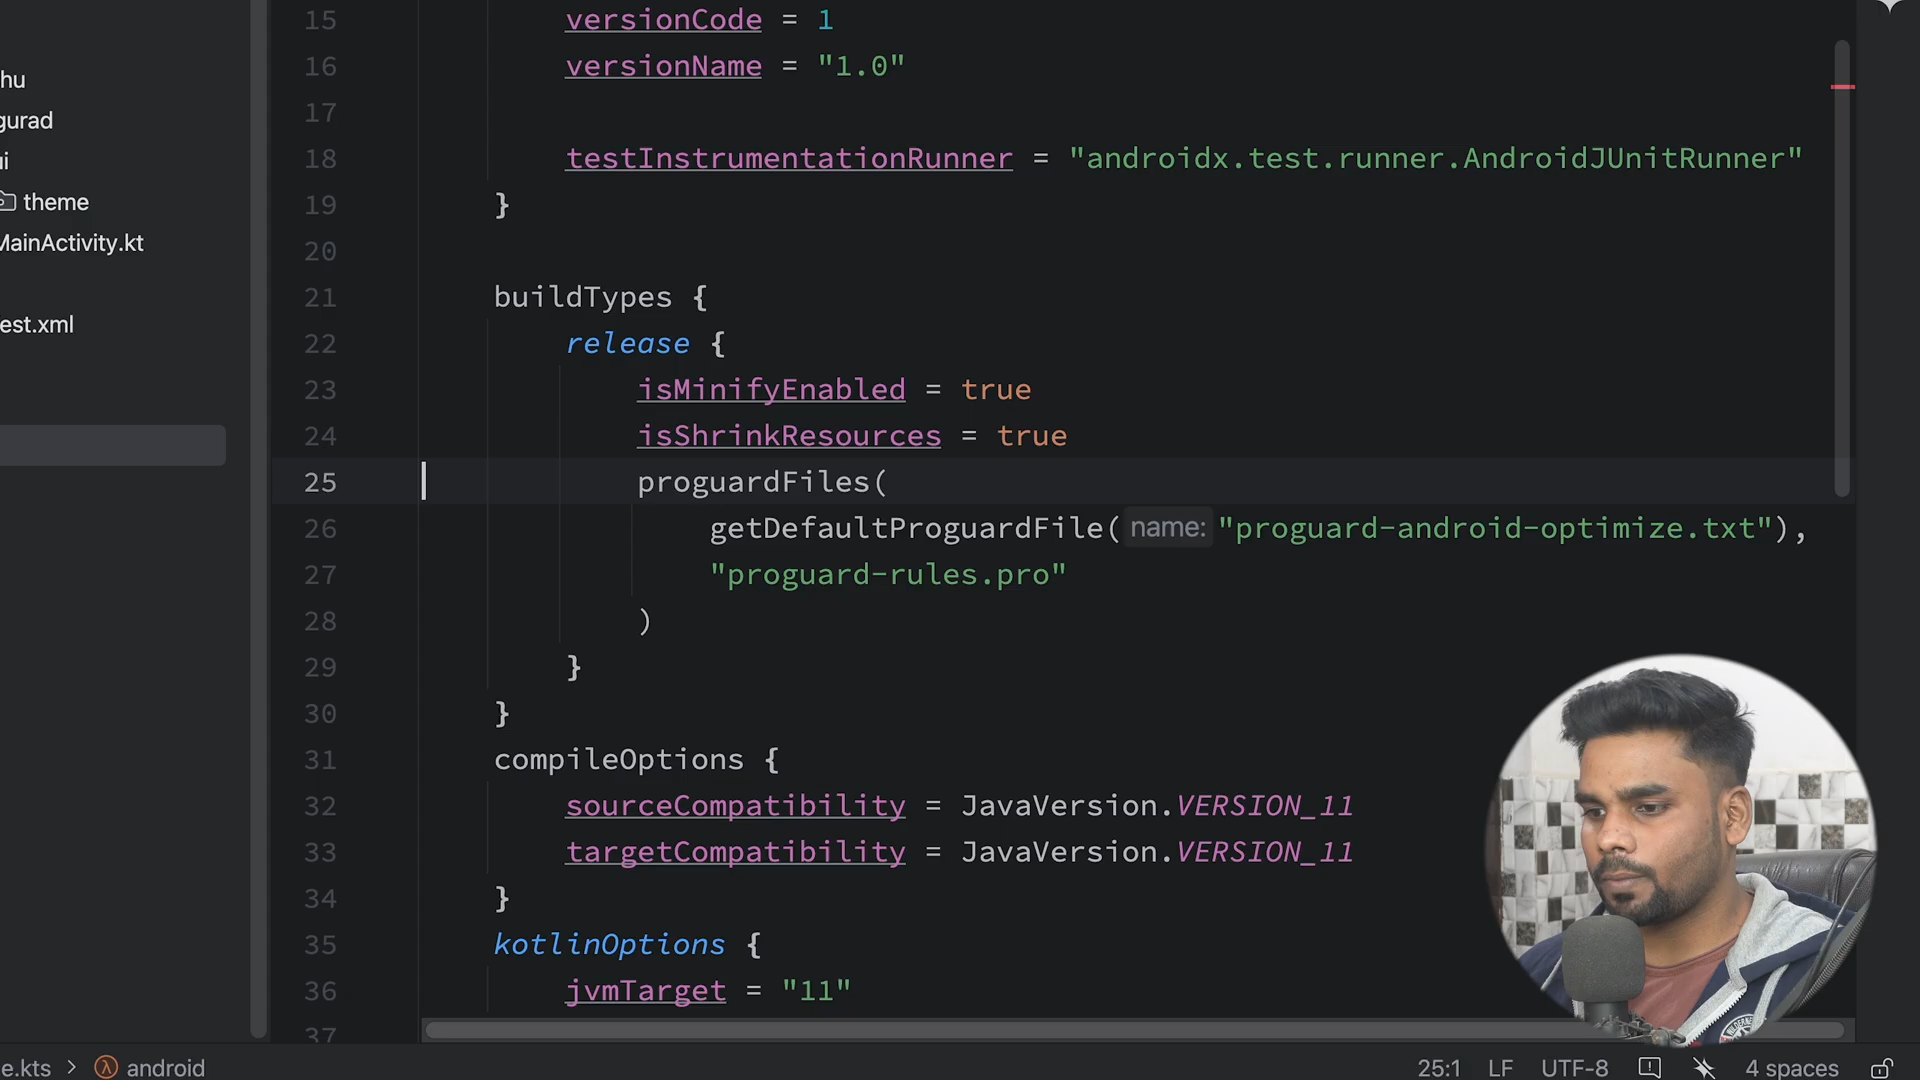 15 versionCode = 1
16 versionName = "1.0"
17
18 testInstrumentationRunner = "androidx.test.runner.AndroidJUnitRunner"
19 }
20
21 buildTypes {
22 release {
23 isMinifyEnabled = true
24 isShrinkResources = true
25 proguardFiles(
26 getDefaultProguardFile(name: "proguard-android-optimize.txt"),
27 "proguard-rules.pro"
28 )
29 }
30 }
31 compileOptions {
32 sourceCompatibility = JavaVersion.VERSION_11
33 targetCompatibility = JavaVersion.VERSION_11
34 }
35 kotlinOptions {
36 jvmTarget = "11"
37
hu
gurad
ui
theme
MainActivity.kt
est.xml
e.kts > android
25:1 LF UTF-8 4 spaces